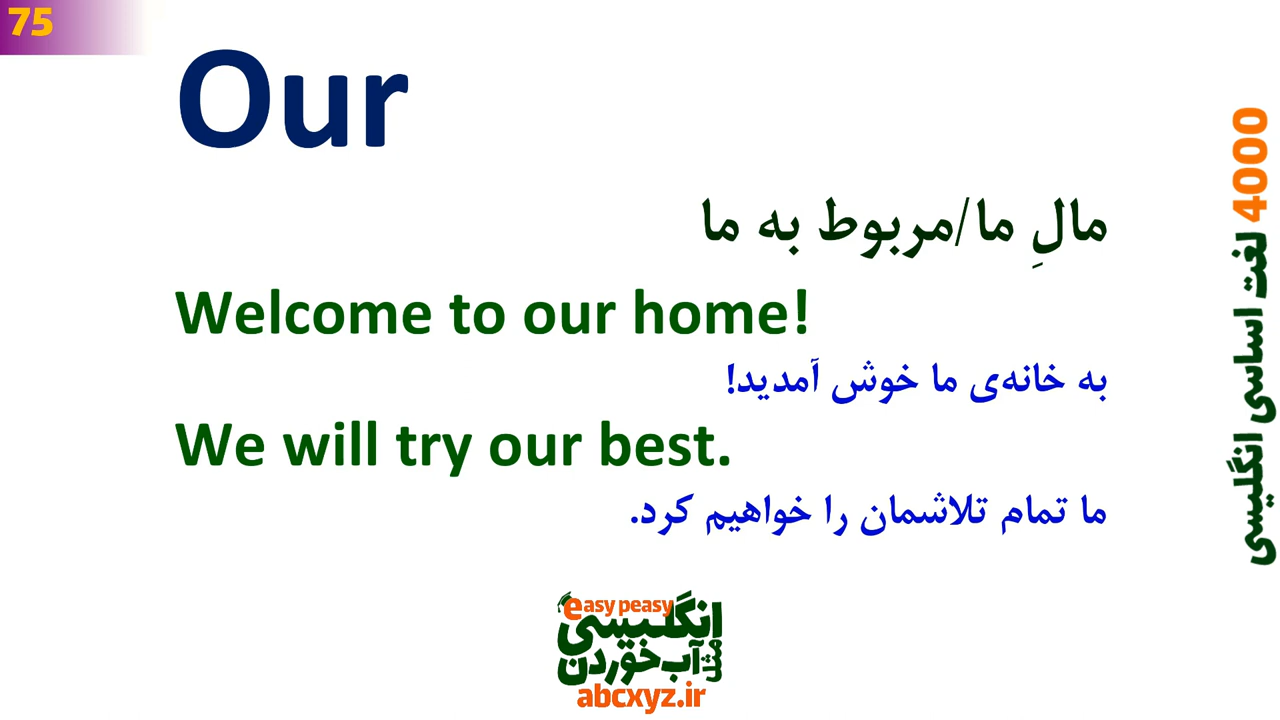 75
Our
مالِ ما/مربوط به ما
Welcome to our home!
به خانه‌ی ما خوش آمدید!
We will try our best.
ما تمام تلاشمان را خواهیم کرد.
4000 لغت اساسی انگلیسی
easy peasy
انگلیسی
مثل آب خوردن
abcxyz.ir